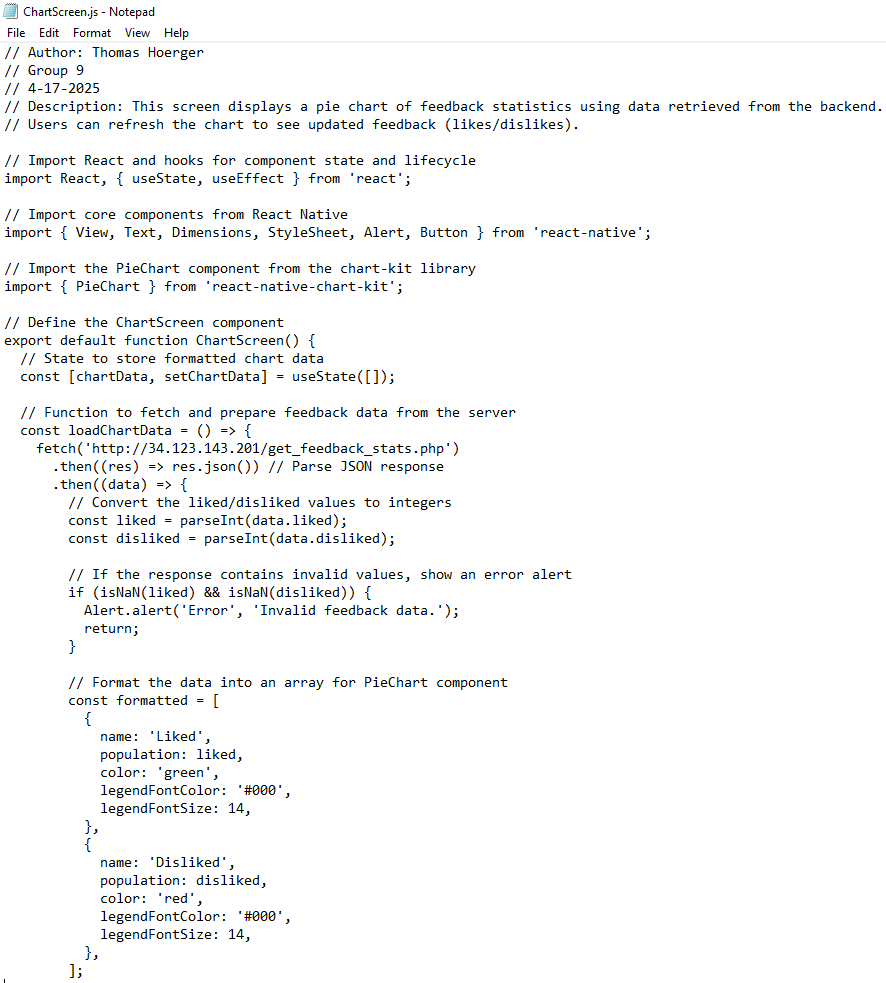 ChartScreen.js - Notepad
File Edit Format View Help
// Author: Thomas Hoerger
// Group 9
// 4-17-2025
// Description: This screen displays a pie chart of feedback statistics using data retrieved from the backend.
// Users can refresh the chart to see updated feedback (likes/dislikes).

// Import React and hooks for component state and lifecycle
import React, { useState, useEffect } from 'react';

// Import core components from React Native
import { View, Text, Dimensions, StyleSheet, Alert, Button } from 'react-native';

// Import the PieChart component from the chart-kit library
import { PieChart } from 'react-native-chart-kit';

// Define the ChartScreen component
export default function ChartScreen() {
  // State to store formatted chart data
  const [chartData, setChartData] = useState([]);

  // Function to fetch and prepare feedback data from the server
  const loadChartData = () => {
    fetch('http://34.123.143.201/get_feedback_stats.php')
      .then((res) => res.json()) // Parse JSON response
      .then((data) => {
        // Convert the liked/disliked values to integers
        const liked = parseInt(data.liked);
        const disliked = parseInt(data.disliked);

        // If the response contains invalid values, show an error alert
        if (isNaN(liked) && isNaN(disliked)) {
          Alert.alert('Error', 'Invalid feedback data.');
          return;
        }

        // Format the data into an array for PieChart component
        const formatted = [
          {
            name: 'Liked',
            population: liked,
            color: 'green',
            legendFontColor: '#000',
            legendFontSize: 14,
          },
          {
            name: 'Disliked',
            population: disliked,
            color: 'red',
            legendFontColor: '#000',
            legendFontSize: 14,
          },
        ];